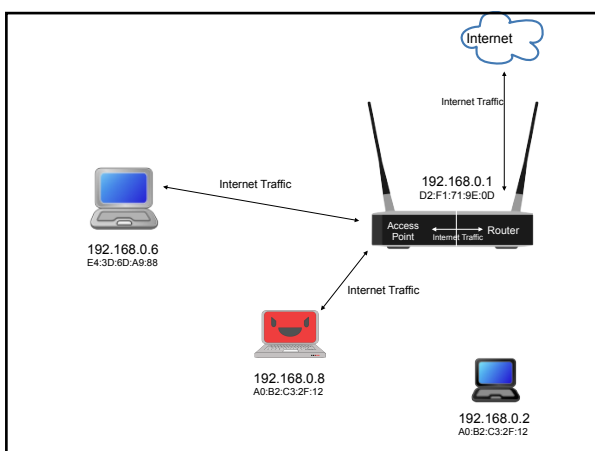 Internet
Internet Traffic
192.168.0.1
D2:F1:71:9E:0D
Internet Traffic
Access
Point
Internet Traffic
Router
192.168.0.6
E4:3D:6D:A9:88
Internet Traffic
192.168.0.8
A0:B2:C3:2F:12
192.168.0.2
A0:B2:C3:2F:12